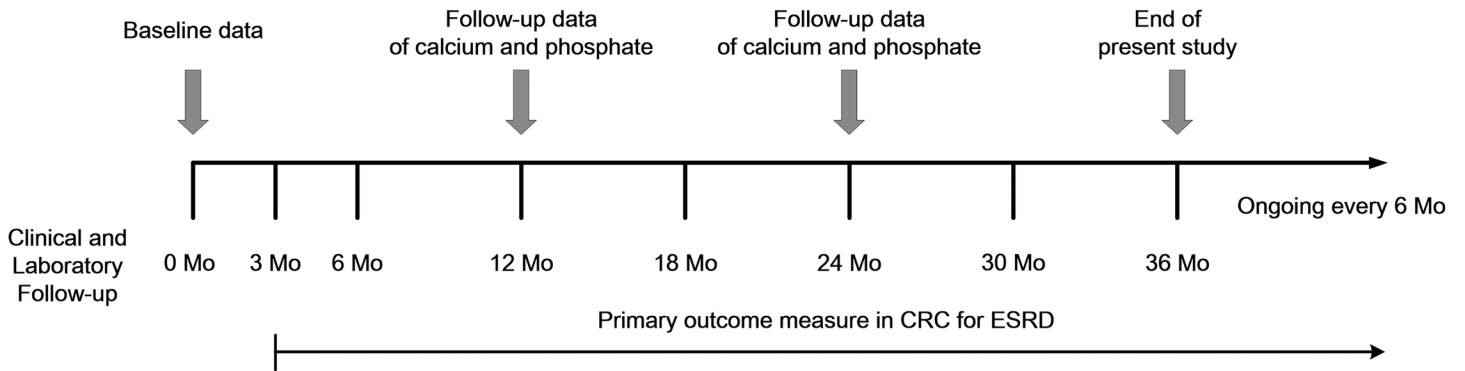 Baseline data
Follow-up data
of calcium and phosphate
Follow-up data
of calcium and phosphate
End of
present study
Ongoing every 6 Mo
Clinical and
Laboratory
Follow-up
0 Mo
3 Mo
6 Mo
12 Mo
18 Mo
24 Mo
30 Mo
36 Mo
Primary outcome measure in CRC for ESRD